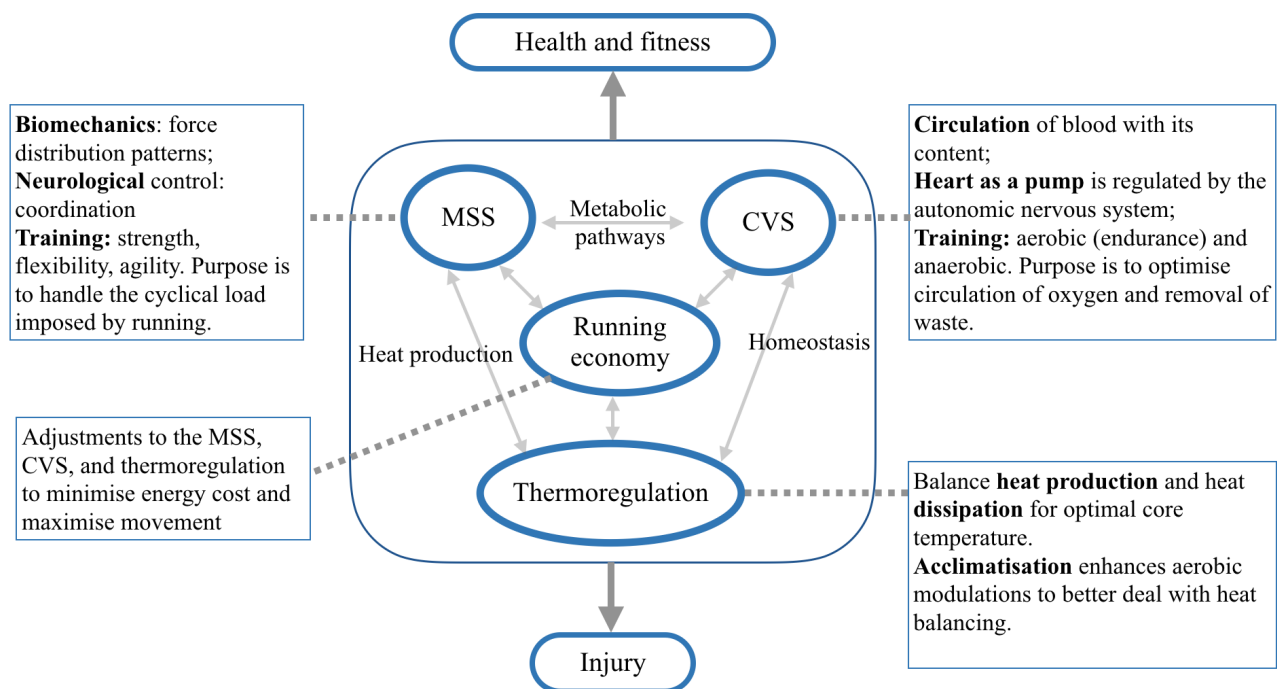 Health and fitness
Biomechanics: force
distribution patterns;
Neurological control:
coordination
Training: strength,
flexibility, agility. Purpose is
to handle the cyclical load
imposed by running.
Circulation of blood with its
content;
Heart as a pump is regulated by the
autonomic nervous system;
Training: aerobic (endurance) and
anaerobic. Purpose is to optimise
circulation of oxygen and removal of
waste.
MSS
Metabolic
pathways
CVS
Running
economy
Heat production
Homeostasis
Adjustments to the MSS,
CVS, and thermoregulation
to minimise energy cost and
maximise movement
Thermoregulation
Balance heat production and heat
dissipation for optimal core
temperature.
Acclimatisation enhances aerobic
modulations to better deal with heat
balancing.
Injury